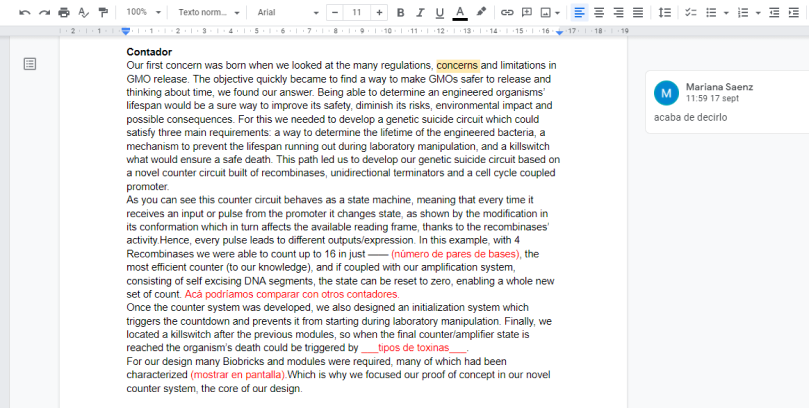 100%
Texto norm...
Arial
11
B I U A
2 1 1 2 3 4 5 6 7 8 9 10 11 12 13 14 15 16 17 18 19
Contador
Our first concern was born when we looked at the many regulations, concerns and limitations in
GMO release. The objective quickly became to find a way to make GMOs safer to release and
thinking about time, we found our answer. Being able to determine an engineered organisms'
lifespan would be a sure way to improve its safety, diminish its risks, environmental impact and
possible consequences. For this we needed to develop a genetic suicide circuit which could
satisfy three main requirements: a way to determine the lifetime of the engineered bacteria, a
mechanism to prevent the lifespan running out during laboratory manipulation, and a killswitch
what would ensure a safe death. This path led us to develop our genetic suicide circuit based on
a novel counter circuit built of recombinases, unidirectional terminators and a cell cycle coupled
promoter.
As you can see this counter circuit behaves as a state machine, meaning that every time it
receives an input or pulse from the promoter it changes state, as shown by the modification in
its conformation which in turn affects the available reading frame, thanks to the recombinases'
activity.Hence, every pulse leads to different outputs/expression. In this example, with 4
Recombinases we were able to count up to 16 in just —— (número de pares de bases), the
most efficient counter (to our knowledge), and if coupled with our amplification system,
consisting of self excising DNA segments, the state can be reset to zero, enabling a whole new
set of count. Acá podríamos comparar con otros contadores.
Once the counter system was developed, we also designed an initialization system which
triggers the countdown and prevents it from starting during laboratory manipulation. Finally, we
located a killswitch after the previous modules, so when the final counter/amplifier state is
reached the organism's death could be triggered by ___tipos de toxinas___.
For our design many Biobricks and modules were required, many of which had been
characterized (mostrar en pantalla).Which is why we focused our proof of concept in our novel
counter system, the core of our design.
M
Mariana Saenz
11:59 17 sept
acaba de decirlo